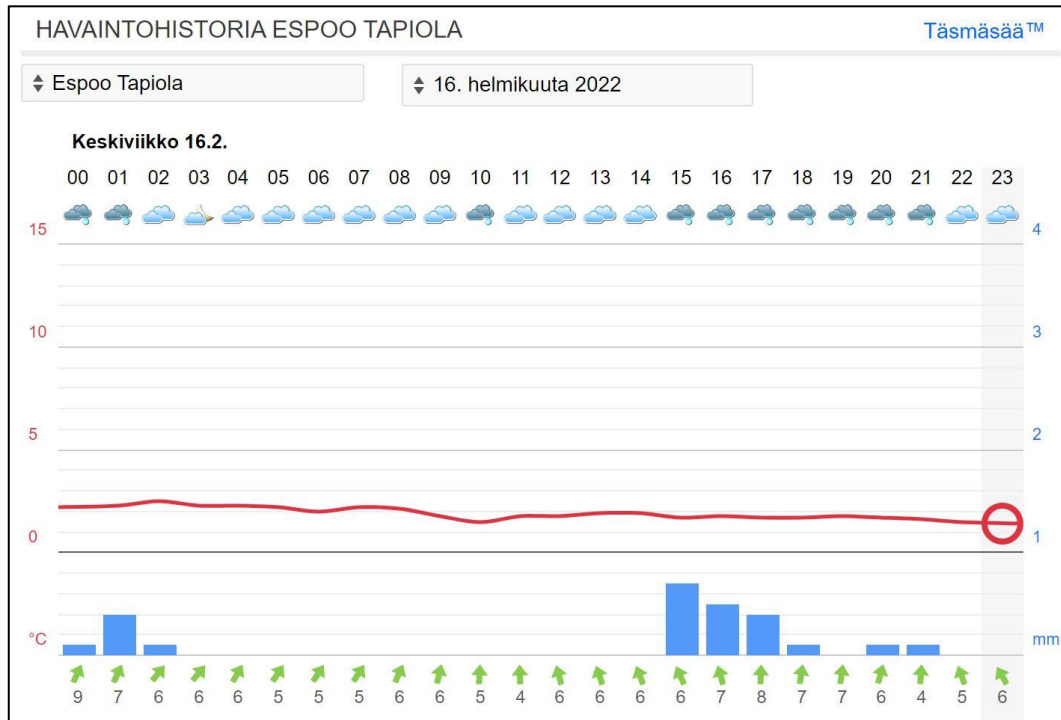 HAVAINTOHISTORIA ESPOO TAPIOLA Täsmäsää™
Espoo Tapiola 16. helmikuuta 2022
Keskiviikko 16.2.
00 01 02 03 04 05 06 07 08 09 10 11 12 13 14 15 16 17 18 19 20 21 22 23
15 4
10 3
5 2
0 1
°C mm
9 7 6 6 6 5 5 5 6 6 5 4 6 6 6 6 7 8 7 7 6 4 5 6